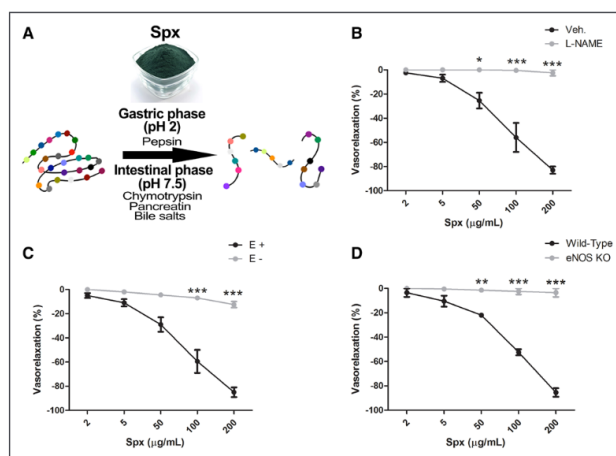 A
Spx
Gastric phase
(pH 2)
Pepsin
Intestinal phase
(pH 7.5)
Chymotrypsin
Pancreatin
Bile salts
B
Veh.
L-NAME
* *** ***
0
-20
-40
-60
-80
-100
Vasorelaxation (%)
2 5 50 100 200
Spx (μg/mL)
C
E +
E -
*** ***
0
-20
-40
-60
-80
-100
Vasorelaxation (%)
2 5 50 100 200
Spx (μg/mL)
D
Wild-Type
eNOS KO
** *** ***
0
-20
-40
-60
-80
-100
Vasorelaxation (%)
2 5 50 100 200
Spx (μg/mL)